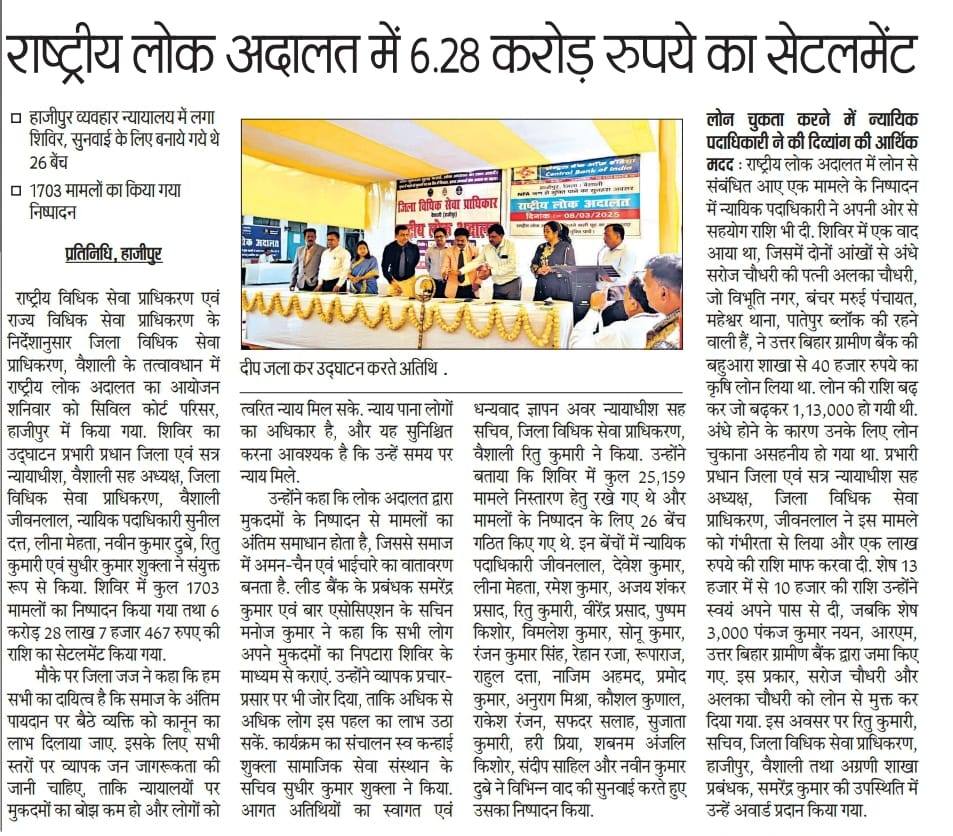 राष्ट्रीय लोक अदालत में 6.28 करोड़ रुपये का सेटलमेंट
हाजीपुर व्यवहार न्यायालय में लगा
शिविर, सुनवाई के लिए बनाये गये थे
26 बेंच
1703 मामलों का किया गया
निष्पादन
प्रतिनिधि, हाजीपुर
राष्ट्रीय विधिक सेवा प्राधिकरण एवं
राज्य विधिक सेवा प्राधिकरण के
निर्देशानुसार जिला विधिक सेवा
प्राधिकरण, वैशाली के तत्वावधान में
राष्ट्रीय लोक अदालत का आयोजन
शनिवार को सिविल कोर्ट परिसर,
हाजीपुर में किया गया. शिविर का
उद्घाटन प्रभारी प्रधान जिला एवं सत्र
न्यायाधीश, वैशाली सह अध्यक्ष, जिला
विधिक सेवा प्राधिकरण, वैशाली
जीवनलाल, न्यायिक पदाधिकारी सुनील
दत्त, लीना मेहता, नवीन कुमार दुबे, रितु
कुमारी एवं सुधीर कुमार शुक्ला ने संयुक्त
रूप से किया. शिविर में कुल 1703
मामलों का निष्पादन किया गया तथा 6
करोड़ 28 लाख 7 हजार 467 रुपए की
राशि का सेटलमेंट किया गया.
मौके पर जिला जज ने कहा कि हम
सभी का दायित्व है कि समाज के अंतिम
पायदान पर बैठे व्यक्ति को कानून का
लाभ दिलाया जाए. इसके लिए सभी
स्तरों पर व्यापक जन जागरूकता की
जानी चाहिए, ताकि न्यायालयों पर
मुकदमों का बोझ कम हो और लोगों को
जिला विधिक सेवा प्राधिकार
वैशाली (हाजीपुर)
राष्ट्रीय लोक अदालत
Central Bank of India
हाजीपुर, जिला : वैशाली
NPA ऋण से मुक्ति पाने का सुनहरा अवसर
राष्ट्रीय लोक अदालत
दिनांक :- 08/03/2025
अदालत
दीप जला कर उद्घाटन करते अतिथि .
त्वरित न्याय मिल सके. न्याय पाना लोगों
का अधिकार है, और यह सुनिश्चित
करना आवश्यक है कि उन्हें समय पर
न्याय मिले.
उन्होंने कहा कि लोक अदालत द्वारा
मुकदमों के निष्पादन से मामलों का
अंतिम समाधान होता है, जिससे समाज
में अमन-चैन एवं भाईचारे का वातावरण
बनता है. लीड बैंक के प्रबंधक समरेंद्र
कुमार एवं बार एसोसिएशन के सचिन
मनोज कुमार ने कहा कि सभी लोग
अपने मुकदमों का निपटारा शिविर के
माध्यम से कराएं. उन्होंने व्यापक प्रचार-
प्रसार पर भी जोर दिया, ताकि अधिक से
अधिक लोग इस पहल का लाभ उठा
सकें. कार्यक्रम का संचालन स्व कन्हाई
शुक्ला सामाजिक सेवा संस्थान के
सचिव सुधीर कुमार शुक्ला ने किया.
आगत अतिथियों का स्वागत एवं
धन्यवाद ज्ञापन अवर न्यायाधीश सह
सचिव, जिला विधिक सेवा प्राधिकरण,
वैशाली रितु कुमारी ने किया. उन्होंने
बताया कि शिविर में कुल 25,159
मामले निस्तारण हेतु रखे गए थे और
मामलों के निष्पादन के लिए 26 बेंच
गठित किए गए थे. इन बेंचों में न्यायिक
पदाधिकारी जीवनलाल, देवेश कुमार,
लीना मेहता, रमेश कुमार, अजय शंकर
प्रसाद, रितु कुमारी, वीरेंद्र प्रसाद, पुष्पम
किशोर, विमलेश कुमार, सोनू कुमार,
रंजन कुमार सिंह, रेहान रजा, रूपाराज,
राहुल दत्ता, नाजिम अहमद, प्रमोद
कुमार, अनुराग मिश्रा, कौशल कुणाल,
राकेश रंजन, सफदर सलाह, सुजाता
कुमारी, हरी प्रिया, शबनम अंजलि
किशोर, संदीप साहिल और नवीन कुमार
दुबे ने विभिन्न वाद की सुनवाई करते हुए
उसका निष्पादन किया.
लोन चुकता करने में न्यायिक
पदाधिकारी ने की दिव्यांग की आर्थिक
मदद : राष्ट्रीय लोक अदालत में लोन से
संबंधित आए एक मामले के निष्पादन
में न्यायिक पदाधिकारी ने अपनी ओर से
सहयोग राशि भी दी. शिविर में एक वाद
आया था, जिसमें दोनों आंखों से अंधे
सरोज चौधरी की पत्नी अलका चौधरी,
जो विभूति नगर, बंचर मरुई पंचायत,
महेश्वर थाना, पातेपुर ब्लॉक की रहने
वाली हैं, ने उत्तर बिहार ग्रामीण बैंक की
बहुआरा शाखा से 40 हजार रुपये का
कृषि लोन लिया था. लोन की राशि बढ़
कर जो बढ़कर 1,13,000 हो गयी थी.
अंधे होने के कारण उनके लिए लोन
चुकाना असहनीय हो गया था. प्रभारी
प्रधान जिला एवं सत्र न्यायाधीश सह
अध्यक्ष, जिला विधिक सेवा
प्राधिकरण, जीवनलाल ने इस मामले
को गंभीरता से लिया और एक लाख
रुपये की राशि माफ करवा दी. शेष 13
हजार में से 10 हजार की राशि उन्होंने
स्वयं अपने पास से दी, जबकि शेष
3,000 पंकज कुमार नयन, आरएम,
उत्तर बिहार ग्रामीण बैंक द्वारा जमा किए
गए. इस प्रकार, सरोज चौधरी और
अलका चौधरी को लोन से मुक्त कर
दिया गया. इस अवसर पर रितु कुमारी,
सचिव, जिला विधिक सेवा प्राधिकरण,
हाजीपुर, वैशाली तथा अग्रणी शाखा
प्रबंधक, समरेंद्र कुमार की उपस्थिति में
उन्हें अवार्ड प्रदान किया गया.